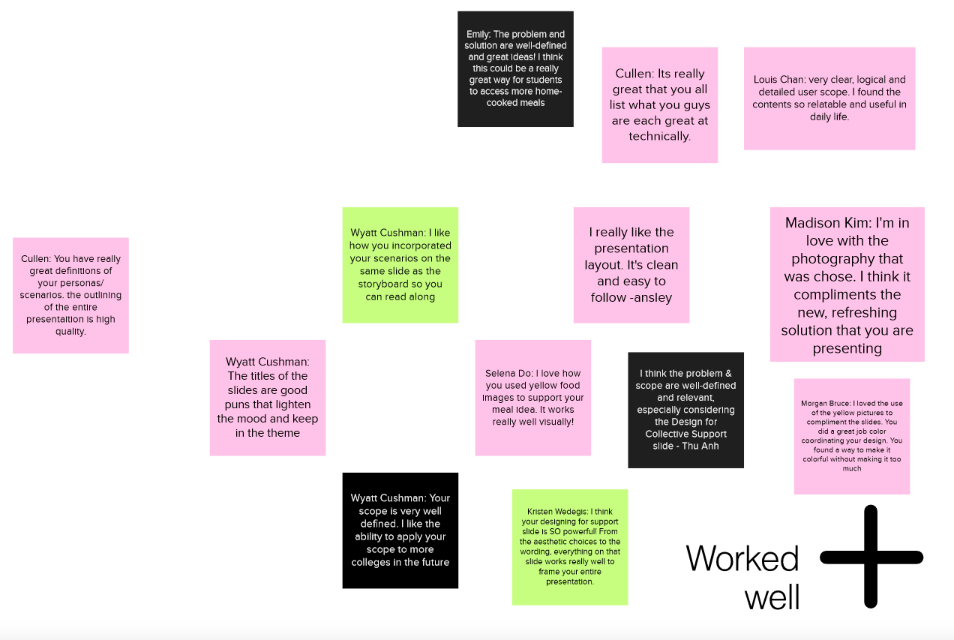 Emily: The problem and
solution are well-defined
and great ideas! I think
this could be a really
great way for students
to access more home-
cooked meals
Cullen: Its really
great that you all
list what you guys
are each great at
technically.
Louis Chan: very clear, logical and
detailed user scope. I found the
contents so relatable and useful in
daily life.
Cullen: You have really
great definitions of
your personas/
scenarios. the outlining
of the entire
presentaition is high
quality.
Wyatt Cushman: I like
how you incorporated
your scenarios on the
same slide as the
storyboard so you
can read along
I really like the
presentation
layout. It's clean
and easy to
follow -ansley
Madison Kim: I'm in
love with the
photography that
was chose. I think it
compliments the
new, refreshing
solution that you are
presenting
Wyatt Cushman:
The titles of the
slides are good
puns that lighten
the mood and keep
in the theme
Selena Do: I love how
you used yellow food
images to support your
meal idea. It works
really well visually!
I think the problem &
scope are well-defined
and relevant,
especially considering
the Design for
Collective Support
slide - Thu Anh
Morgan Bruce: I loved the use
of the yellow pictures to
compliment the slides. You
did a great job color
coordinating your design. You
found a way to make it
colorful without making it too
much
Wyatt Cushman: Your
scope is very well
defined. I like the
ability to apply your
scope to more
colleges in the future
Kristen Wedegis: I think
your designing for support
slide is SO powerful! From
the aesthetic choices to the
wording, everything on that
slide works really well to
frame your entire
presentation.
Worked
well